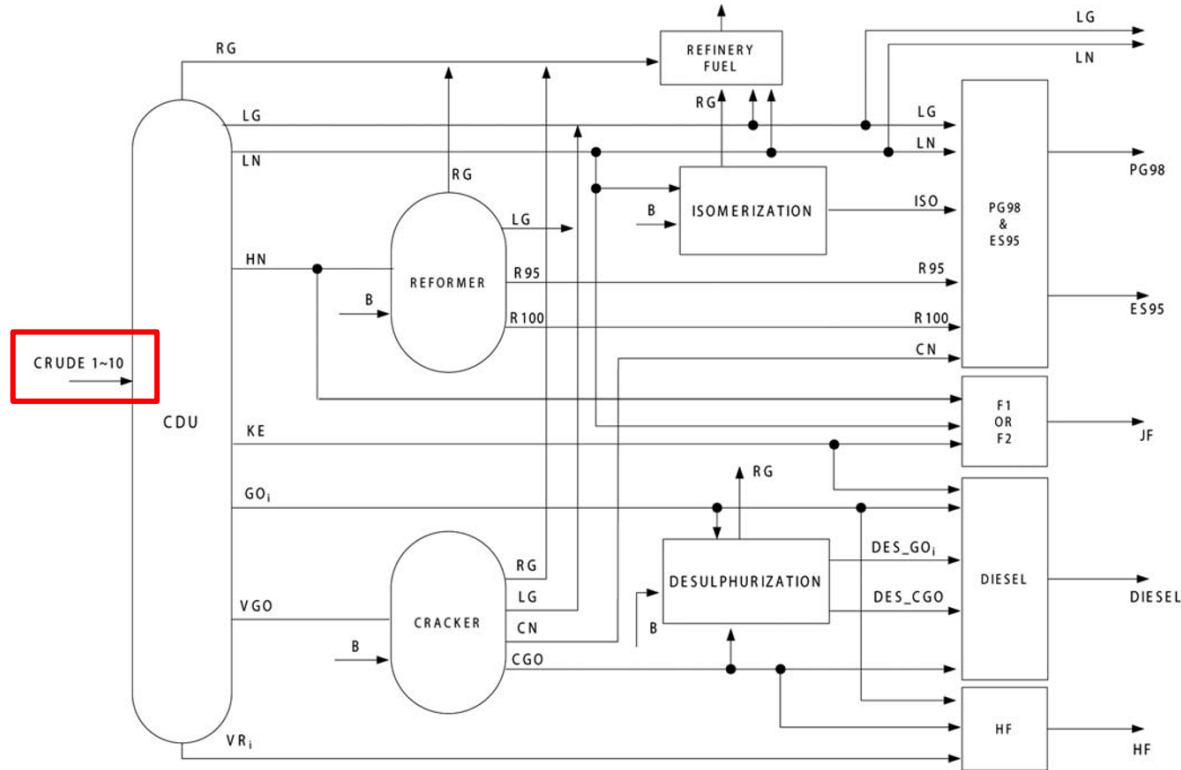 LG
RG
REFINERY
FUEL
LN
RG
LG
LG
LN
LN
PG98
RG
ISOMERIZATION
B
ISO
LG
PG98
&
ES95
HN
REFORMER
R95
R95
B
ES95
R100
R100
CN
CRUDE 1~10
CDU
F1
OR
F2
JF
KE
RG
GOi
DES_GOi
RG
DESULPHURIZATION
DIESEL
DIESEL
VGO
LG
DES_CGO
CRACKER
CN
B
B
CGO
HF
VRi
HF